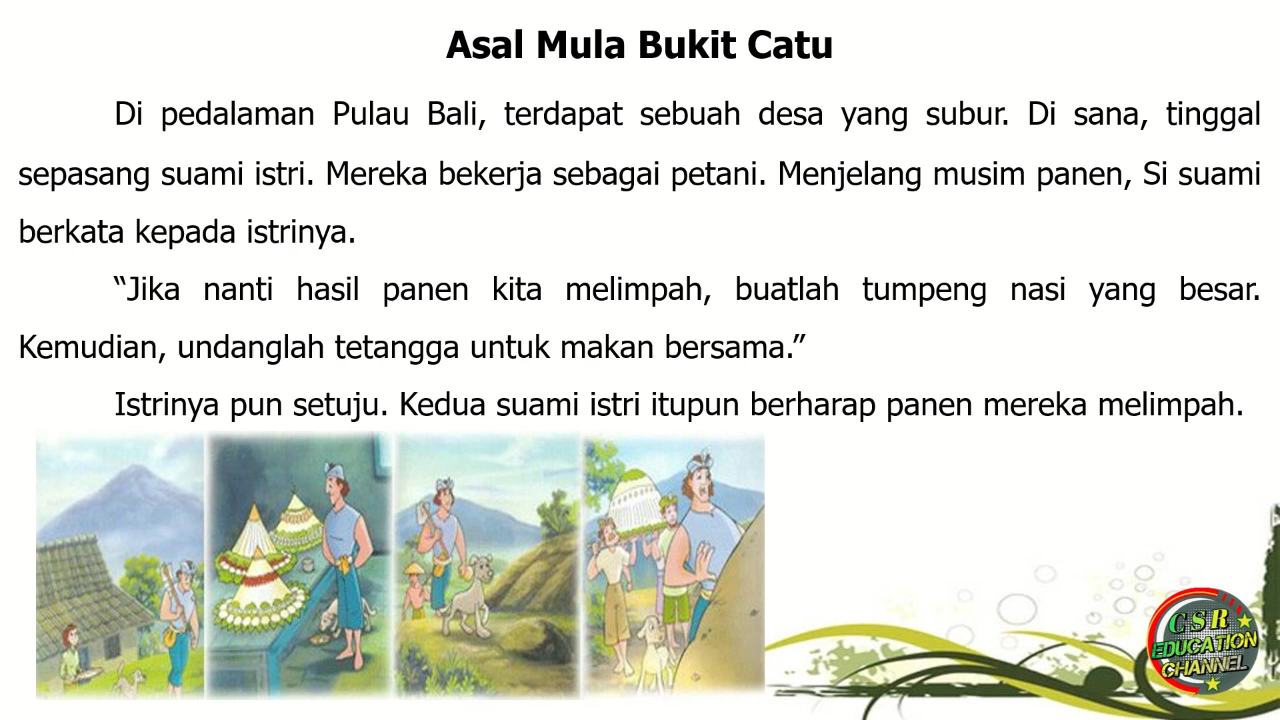 Asal Mula Bukit Catu
Di pedalaman Pulau Bali, terdapat sebuah desa yang subur. Di sana, tinggal
sepasang suami istri. Mereka bekerja sebagai petani. Menjelang musim panen, Si suami
berkata kepada istrinya.
“Jika nanti hasil panen kita melimpah, buatlah tumpeng nasi yang besar.
Kemudian, undanglah tetangga untuk makan bersama.”
Istrinya pun setuju. Kedua suami istri itupun berharap panen mereka melimpah.
CSR
EDUCATION
CHANNEL